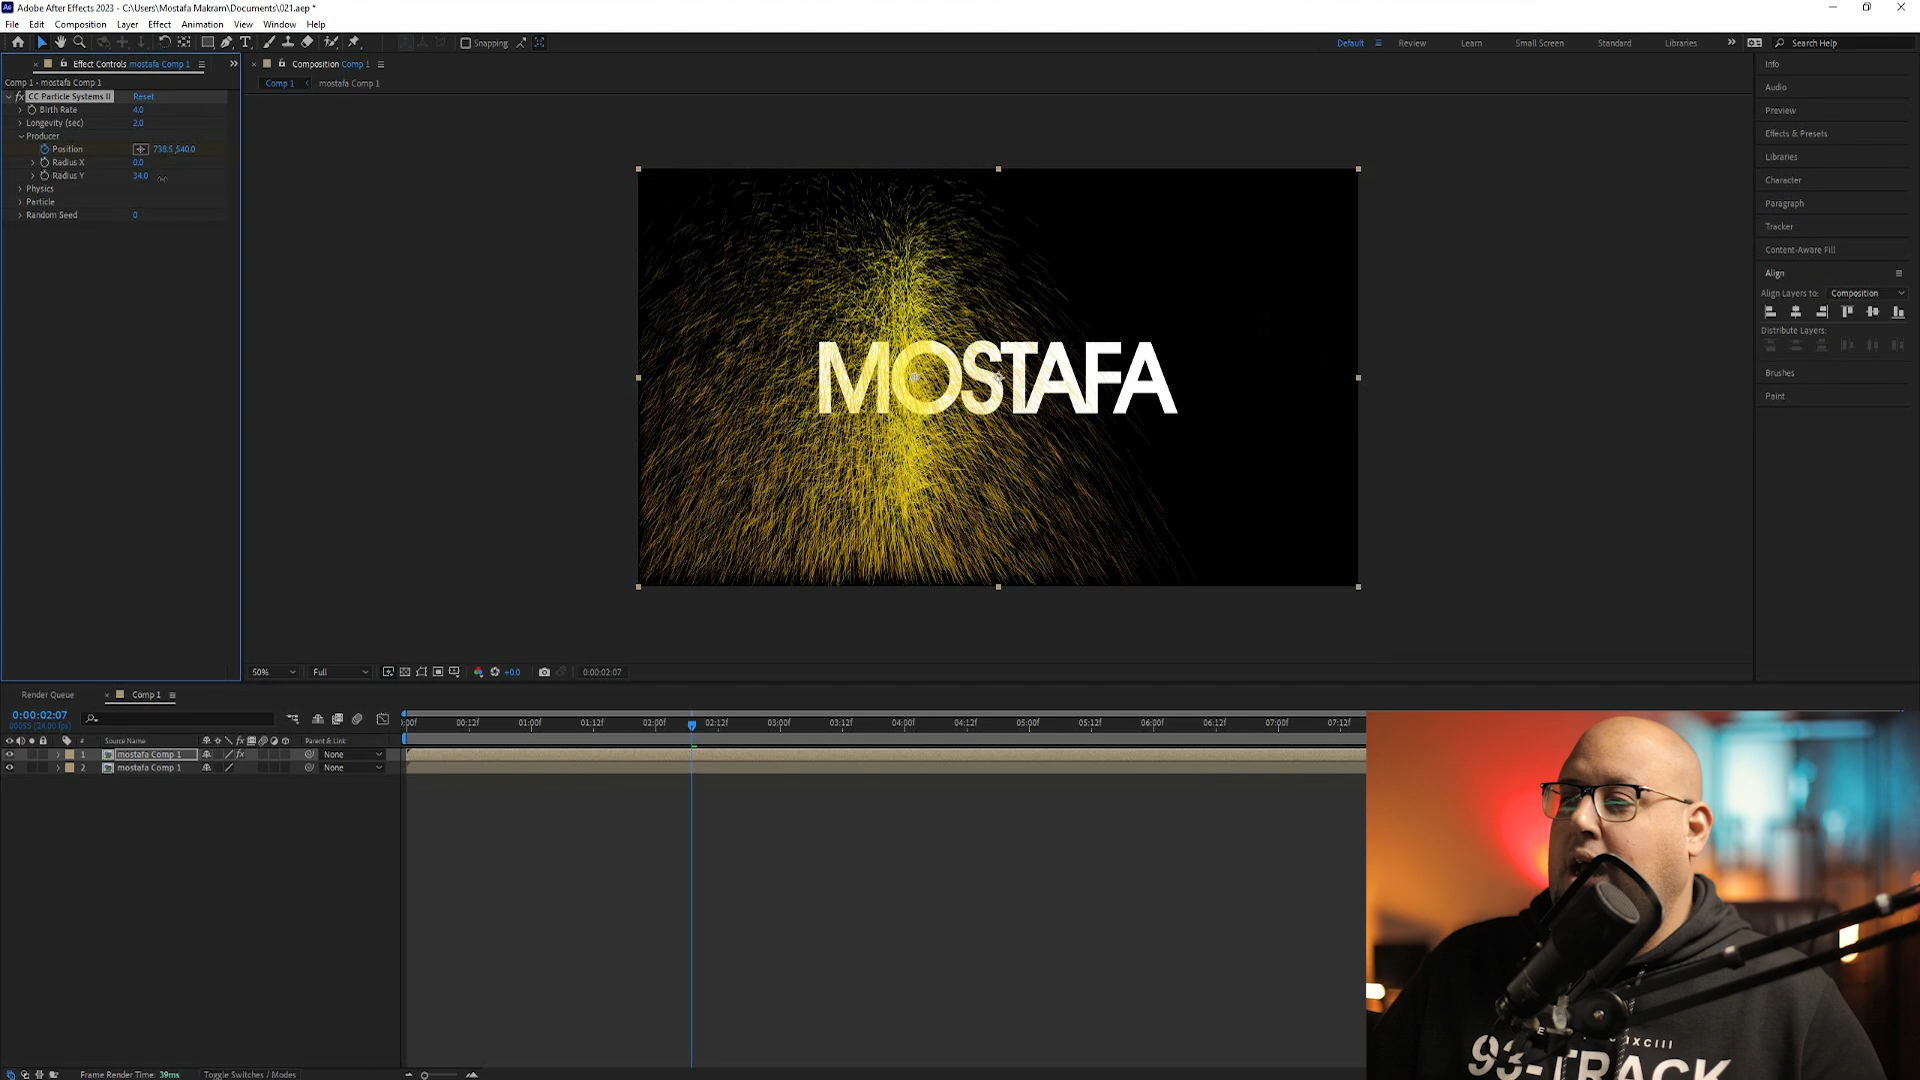 Adobe After Effects 2023 - C:\Users\Mostafa Makram\Documents\021.aep *
File Edit Composition Layer Effect Animation View Window Help
Snapping
Default Review Learn Small Screen Standard Libraries Search Help
Effect Controls mostafa Comp 1
Composition Comp 1
Info
Comp 1 - mostafa Comp 1
Comp 1 mostafa Comp 1
fx CC Particle Systems II Reset
Birth Rate 4.0
Longevity (sec) 2.0
Producer
Position 738.5,540.0
Radius X 0.0
Radius Y 34.0
Physics
Particle
Random Seed 0
Audio
Preview
Effects & Presets
Libraries
Character
Paragraph
Tracker
Content-Aware Fill
Align
Align Layers to: Composition
Distribute Layers:
Brushes
Paint
MOSTAFA
50% Full +0.0 0:00:02:07
Render Queue Comp 1
0:00:02:07
:00f 00:12f 01:00f 01:12f 02:00f 02:12f 03:00f 03:12f 04:00f 04:12f 05:00f 05:12f 06:00f 06:12f 07:00f 07:12f
# Source Name fx Parent & Link
1 mostafa Comp 1 fx None
2 mostafa Comp 1 None
Frame Render Time: 39ms Toggle Switches / Modes
93-TRACK